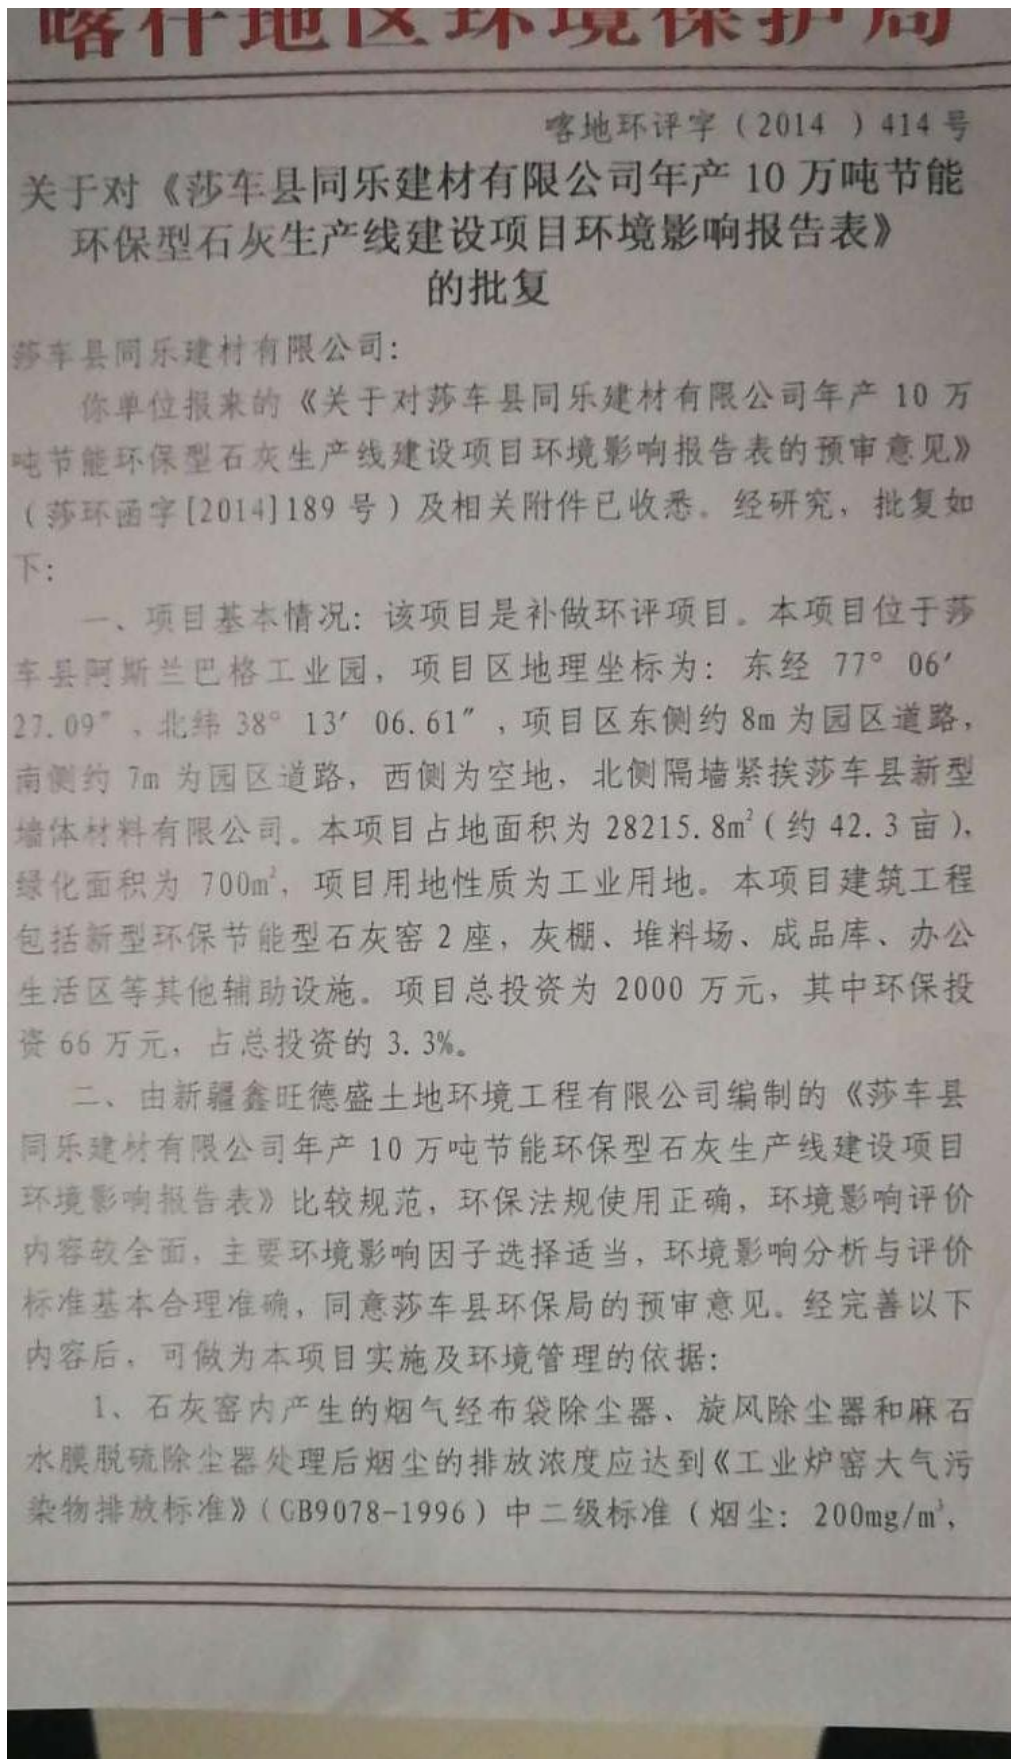 喀什地区环境保护局
喀地环评字（2014 ）414号
关于对《莎车县同乐建材有限公司年产10万吨节能
环保型石灰生产线建设项目环境影响报告表》
的批复
莎车县同乐建材有限公司：
你单位报来的《关于对莎车县同乐建材有限公司年产 10 万
吨节能环保型石灰生产线建设项目环境影响报告表的预审意见》
（莎环函字[2014]189 号）及相关附件已收悉。经研究，批复如
下：
一、项目基本情况：该项目是补做环评项目。本项目位于莎
车县阿斯兰巴格工业园，项目区地理坐标为：东经 77° 06′
27.09″，北纬 38° 13′ 06.61″，项目区东侧约 8m 为园区道路，
南侧约 7m 为园区道路，西侧为空地，北侧隔墙紧挨莎车县新型
墙体材料有限公司。本项目占地面积为 28215.8m²（约 42.3 亩），
绿化面积为 700m²，项目用地性质为工业用地。本项目建筑工程
包括新型环保节能型石灰窑 2 座，灰棚、堆料场、成品库、办公
生活区等其他辅助设施。项目总投资为 2000 万元，其中环保投
资 66 万元，占总投资的 3.3%。
二、由新疆鑫旺德盛土地环境工程有限公司编制的《莎车县
同乐建材有限公司年产 10 万吨节能环保型石灰生产线建设项目
环境影响报告表》比较规范，环保法规使用正确，环境影响评价
内容较全面，主要环境影响因子选择适当，环境影响分析与评价
标准基本合理准确，同意莎车县环保局的预审意见。经完善以下
内容后，可做为本项目实施及环境管理的依据：
1、石灰窑内产生的烟气经布袋除尘器、旋风除尘器和麻石
水膜脱硫除尘器处理后烟尘的排放浓度应达到《工业炉窑大气污
染物排放标准》（GB9078-1996）中二级标准（烟尘：200mg/m³，